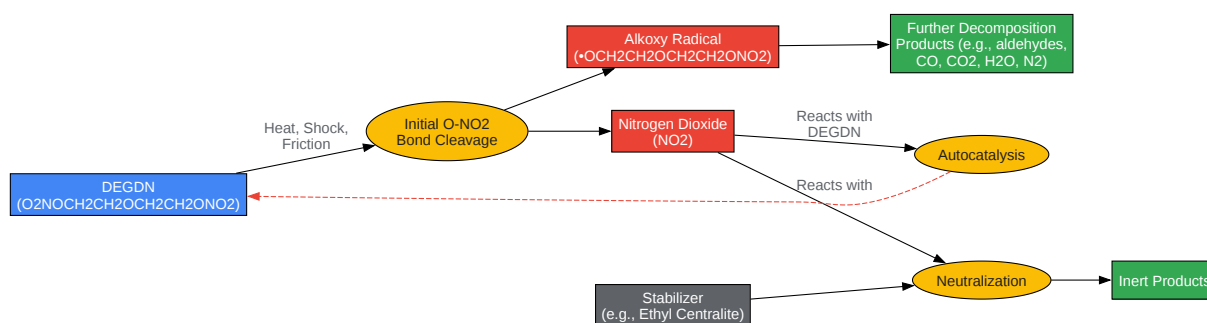 Alkoxy Radical
(•OCH2CH2OCH2CH2ONO2)
Further Decomposition
Products (e.g., aldehydes,
CO, CO2, H2O, N2)
Heat, Shock,
Friction
Initial O-NO2
Bond Cleavage
Nitrogen Dioxide
(NO2)
Reacts with
DEGDN
Autocatalysis
DEGDN
(O2NOCH2CH2OCH2CH2ONO2)
Reacts with
Neutralization
Inert Products
Stabilizer
(e.g., Ethyl Centralite)